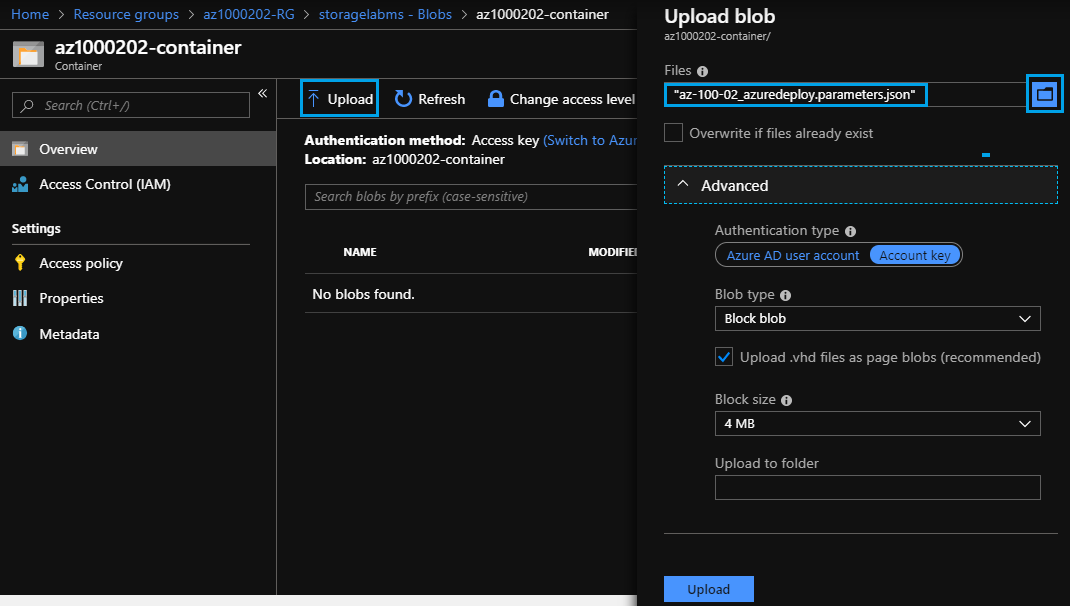 Home > Resource groups > az1000202-RG > storagelabms - Blobs > az1000202-container
az1000202-container
Container
Search (Ctrl+/)
«
Overview
Access Control (IAM)
Settings
Access policy
Properties
Metadata
Upload
Refresh
Change access level
Authentication method: Access key (Switch to Azur
Location: az1000202-container
Search blobs by prefix (case-sensitive)
NAME
MODIFIE
No blobs found.
Upload blob
az1000202-container/
Files
"az-100-02_azuredeploy.parameters.json"
Overwrite if files already exist
Advanced
Authentication type
Azure AD user account
Account key
Blob type
Block blob
Upload .vhd files as page blobs (recommended)
Block size
4 MB
Upload to folder
Upload